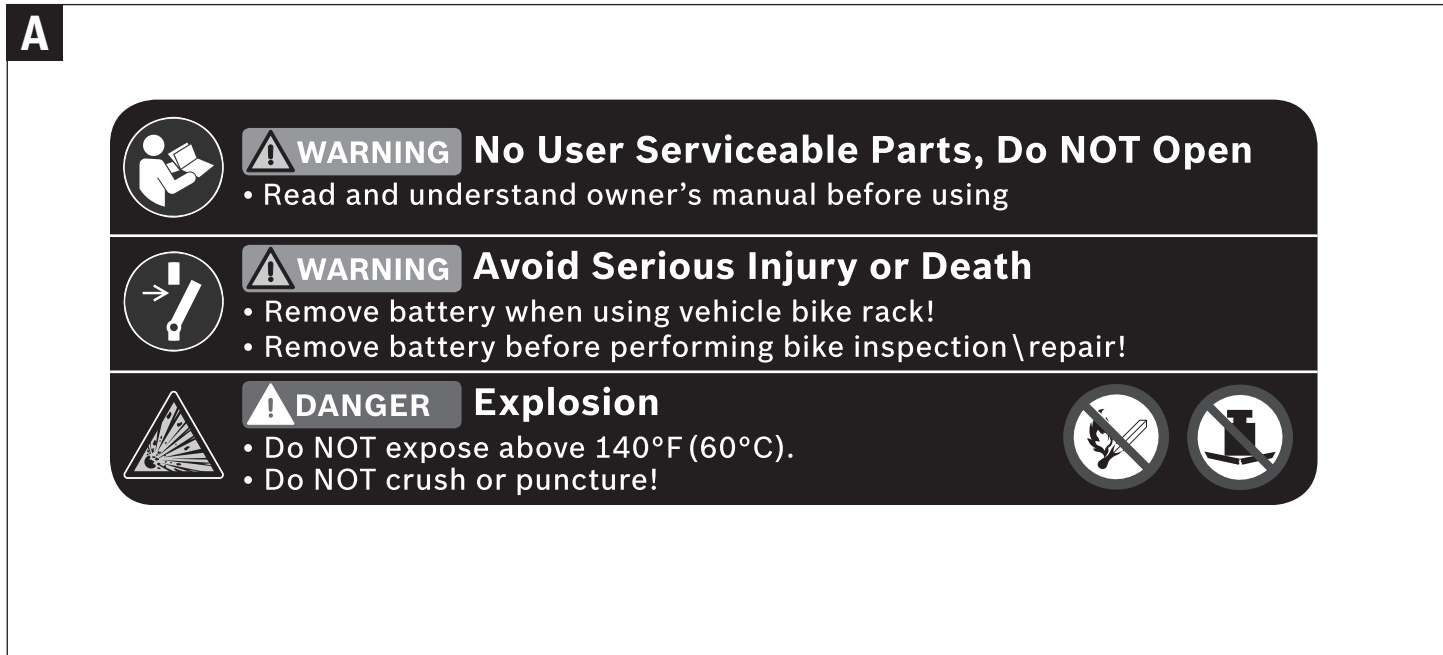 A
WARNING No User Serviceable Parts, Do NOT Open
• Read and understand owner’s manual before using
WARNING Avoid Serious Injury or Death
• Remove battery when using vehicle bike rack!
• Remove battery before performing bike inspection\repair!
DANGER Explosion
• Do NOT expose above 140°F(60°C).
• Do NOT crush or puncture!